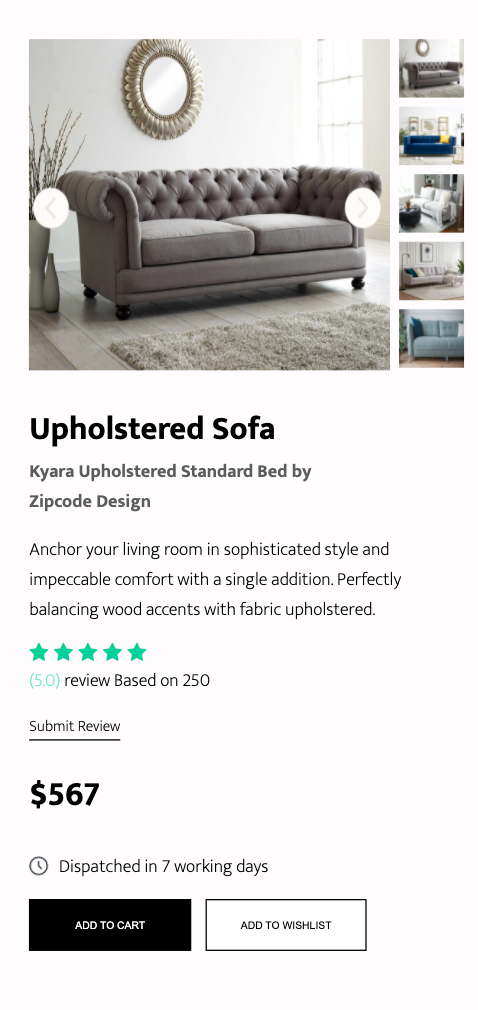 Upholstered Sofa
Kyara Upholstered Standard Bed by
Zipcode Design
Anchor your living room in sophisticated style and
impeccable comfort with a single addition. Perfectly
balancing wood accents with fabric upholstered.
(5.0) review Based on 250
Submit Review
$567
Dispatched in 7 working days
ADD TO CART
ADD TO WISHLIST